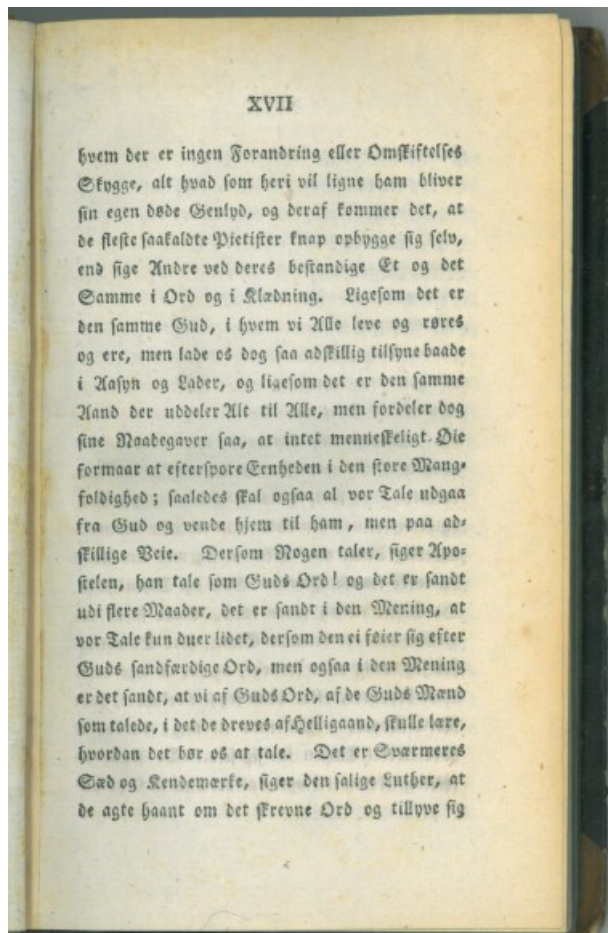 XVII
hvem der er ingen Forandring eller Omskiftelses
Skygge, alt hvad som heri vil ligne ham bliver
sin egen døde Genlyd, og deraf kommer det, at
de fleste saakaldte Pietister knap opbygge sig selv,
end sige Andre ved deres bestandige Et og det
Samme i Ord og i Klædning. Ligesom det er
den samme Gud, i hvem vi Alle leve og røres
og ere, men lade os dog saa adskillig tilsyne baade
i Aasyn og Lader, og ligesom det er den samme
Aand der uddeler Alt til Alle, men fordeler dog
sine Naadegaver saa, at intet menneskeligt Øie
formaar at efterspore Eenheden i den store Mang-
foldighed; saaledes skal ogsaa al vor Tale udgaa
fra Gud og vende hjem til ham, men paa ad-
skillige Veie. Dersom Nogen taler, siger Apo-
stelen, han tale som Guds Ord! og det er sandt
udi flere Maader, det er sandt i den Mening, at
vor Tale kun duer lidet, dersom den ei føier sig efter
Guds sandfærdige Ord, men ogsaa i den Mening
er det sandt, at vi af Guds Ord, af de Guds Mænd
som talede, i det de dreves af Helligaand, skulle lære,
hvordan det bør os at tale. Det er Sværmeres
Sæd og Kendemærke, siger den salige Luther, at
de agte haant om det skrevne Ord og tillyve sig